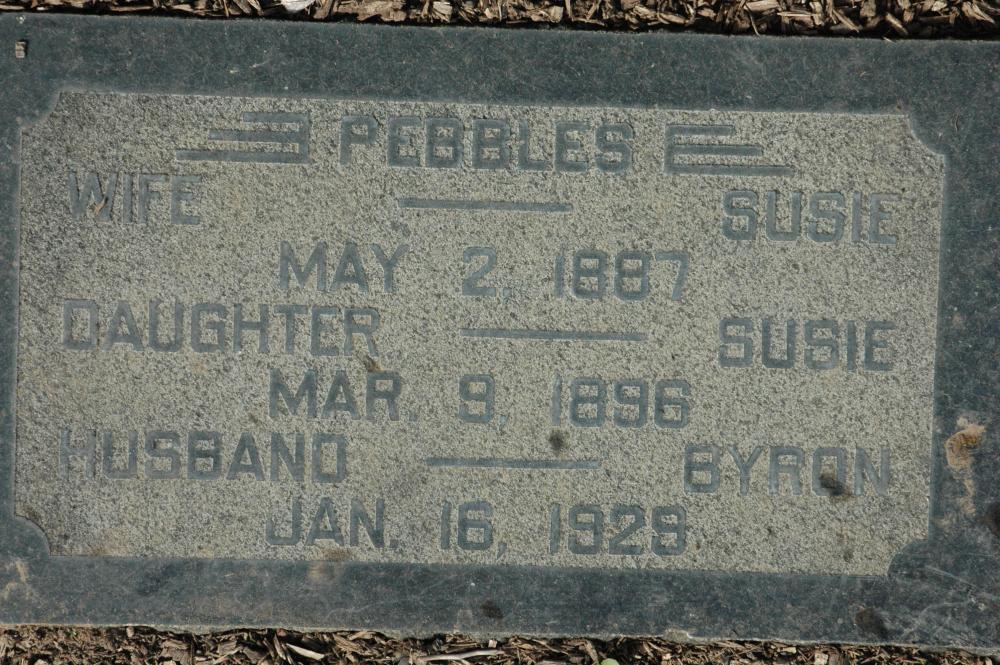 PEBBLES
WIFE — SUSIE
MAY 2, 1887
DAUGHTER — SUSIE
MAR. 9, 1896
HUSBAND — BYRON
JAN. 16, 1929